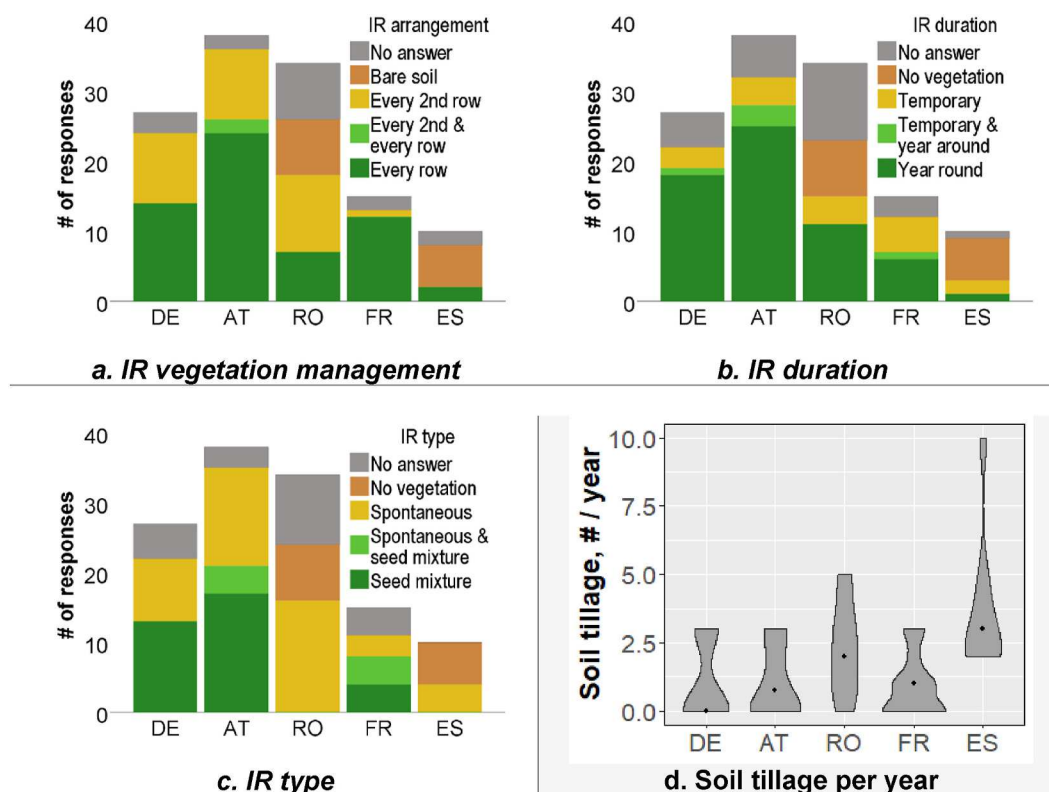 IR arrangement
No answer
Bare soil
Every 2nd row
Every 2nd &
every row
Every row
# of responses
40
30
20
10
0
DE AT RO FR ES
a. IR vegetation management
IR duration
No answer
No vegetation
Temporary
Temporary &
year around
Year round
# of responses
40
30
20
10
0
DE AT RO FR ES
b. IR duration
IR type
No answer
No vegetation
Spontaneous
Spontaneous &
seed mixture
Seed mixture
# of responses
40
30
20
10
0
DE AT RO FR ES
c. IR type
Soil tillage, # / year
10.0
7.5
5.0
2.5
0.0
DE AT RO FR ES
d. Soil tillage per year